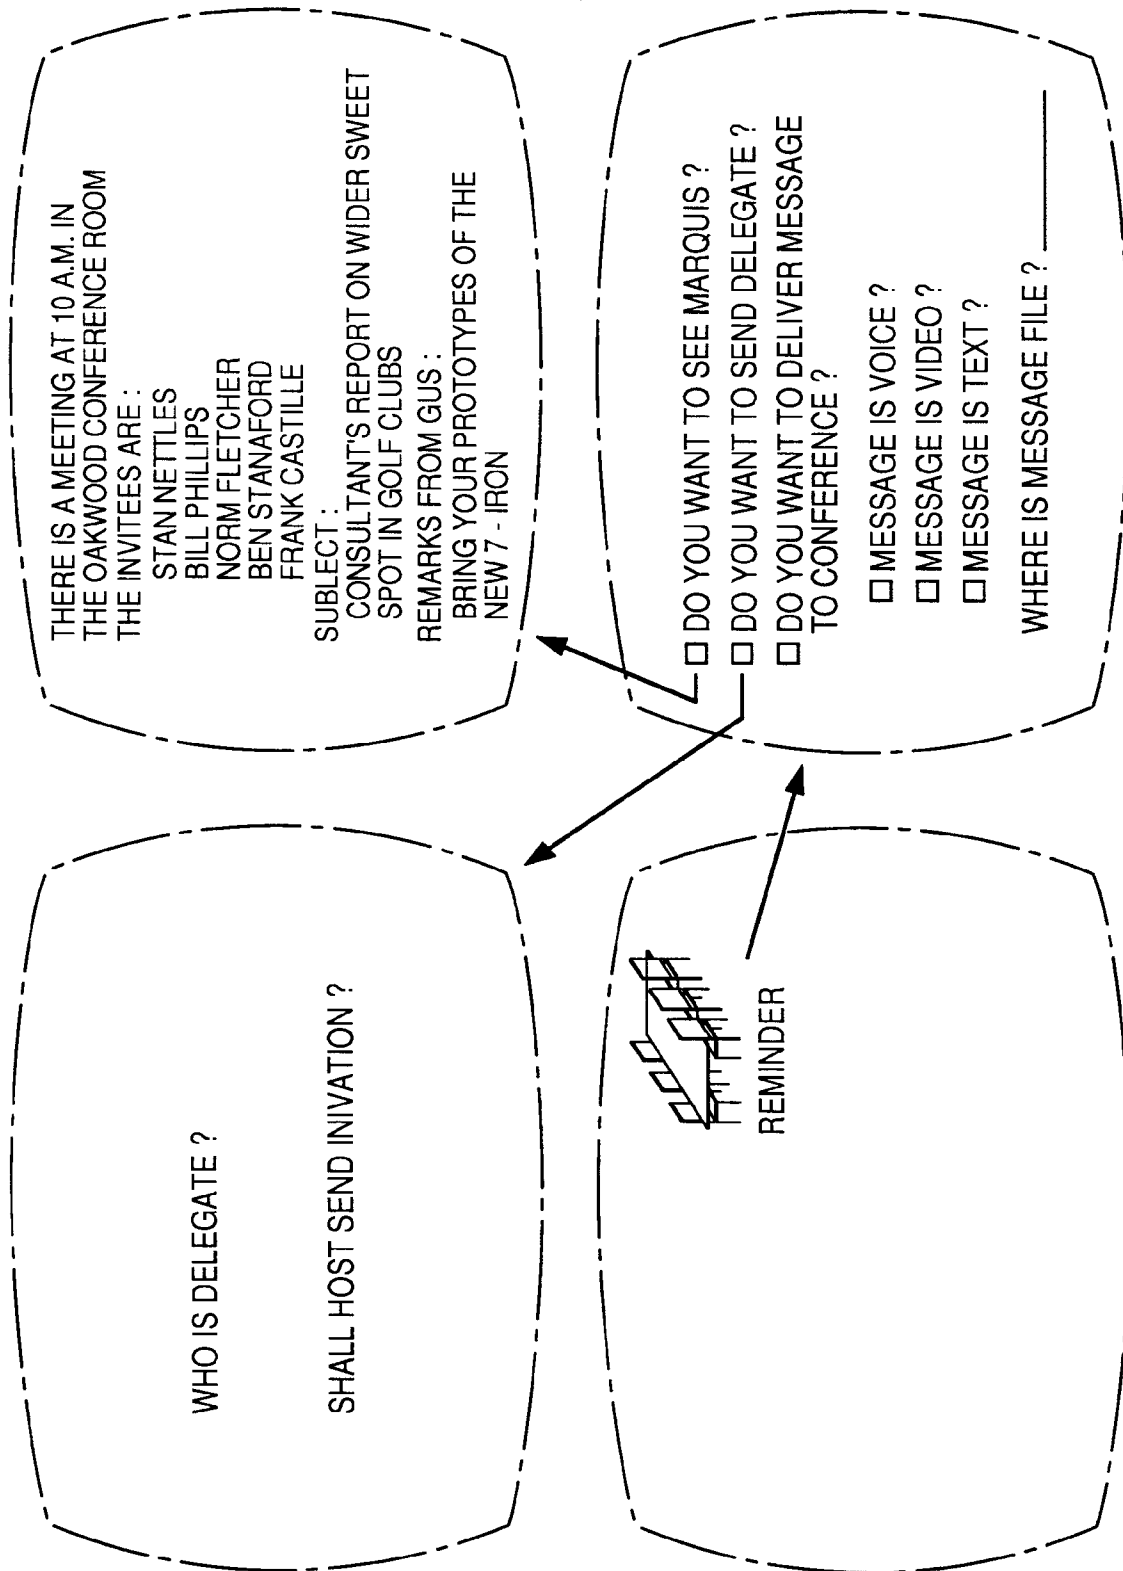 WHO IS DELEGATE ?
SHALL HOST SEND INIVATION ?
THERE IS A MEETING AT 10 A.M. IN
THE OAKWOOD CONFERENCE ROOM
THE INVITEES ARE :
STAN NETTLES
BILL PHILLIPS
NORM FLETCHER
BEN STANAFORD
FRANK CASTILLE
SUBLECT :
CONSULTANT'S REPORT ON WIDER SWEET
SPOT IN GOLF CLUBS
REMARKS FROM GUS :
BRING YOUR PROTOTYPES OF THE
NEW 7 - IRON
REMINDER
☐ DO YOU WANT TO SEE MARQUIS ?
☐ DO YOU WANT TO SEND DELEGATE ?
☐ DO YOU WANT TO DELIVER MESSAGE
TO CONFERENCE ?
☐ MESSAGE IS VOICE ?
☐ MESSAGE IS VIDEO ?
☐ MESSAGE IS TEXT ?
WHERE IS MESSAGE FILE ?